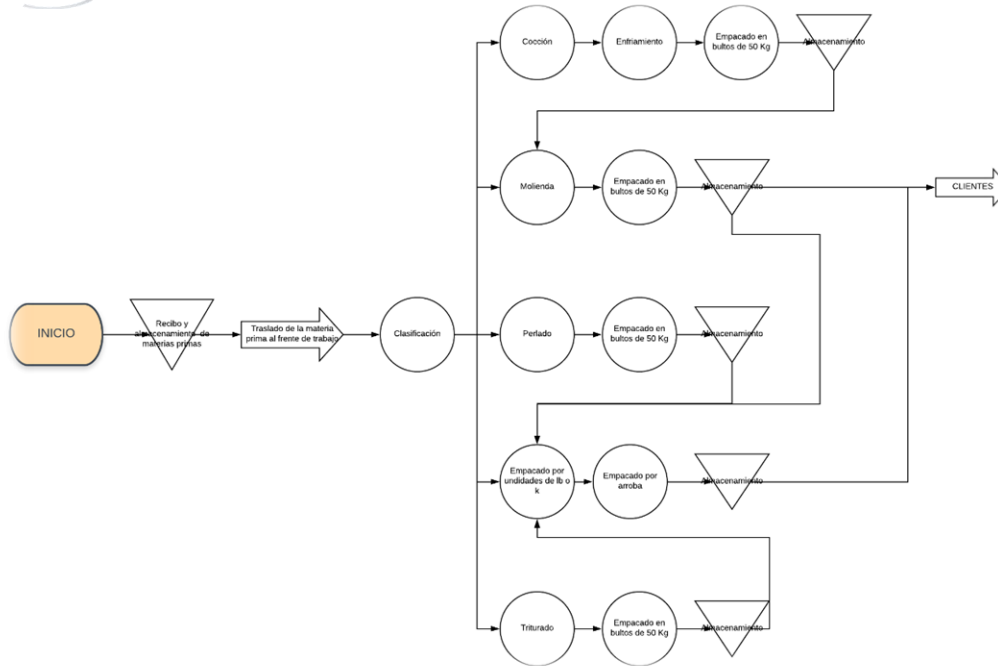 Cocción
Enfriamiento
Empacado en
bultos de 50 Kg
Almacenamiento
Molienda
Empacado en
bultos de 50 Kg
Almacenamiento
CLIENTES
INICIO
Recibo y
almacenamiento de
materias primas
Traslado de la materia
prima al frente de trabajo
Clasificación
Perlado
Empacado en
bultos de 50 Kg
Almacenamiento
Empacado por
undidades de lb o
k
Empacado por
arroba
Almacenamiento
Triturado
Empacado en
bultos de 50 Kg
Almacenamiento